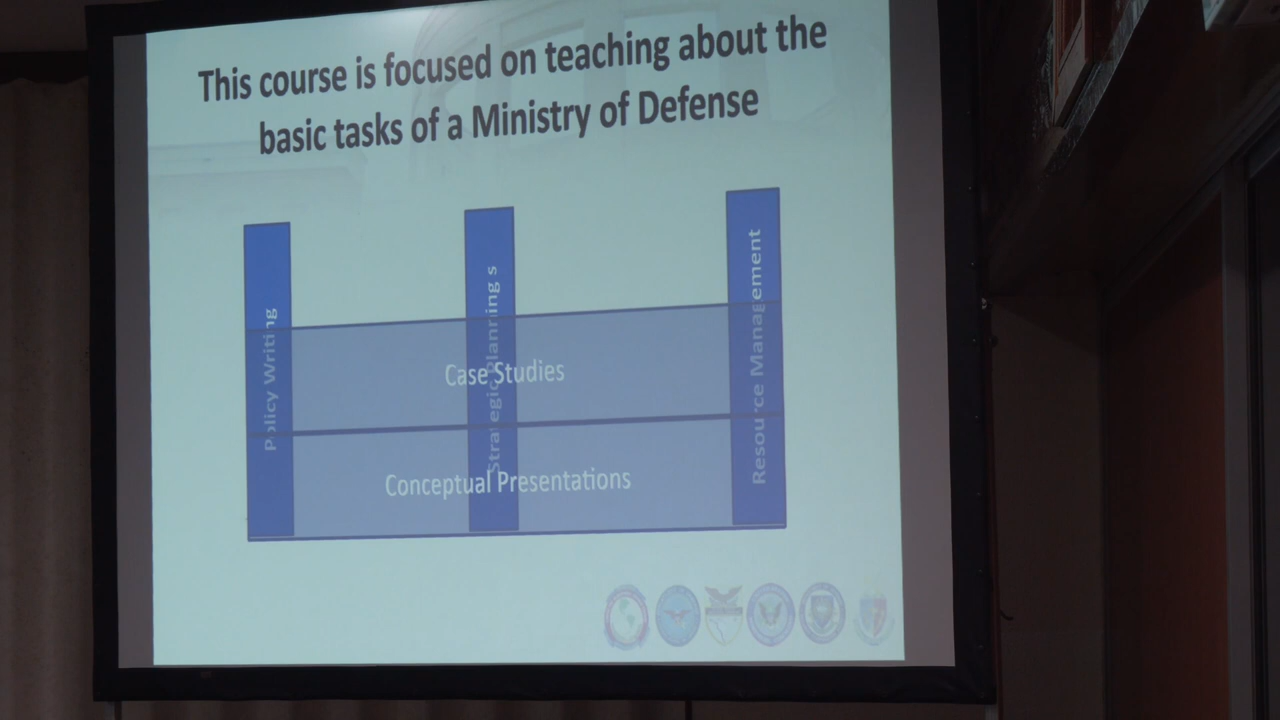 This course is focused on teaching about the
basic tasks of a Ministry of Defense
Policy Writing
Strategic Planning s
Resource Management
Case Studies
Conceptual Presentations